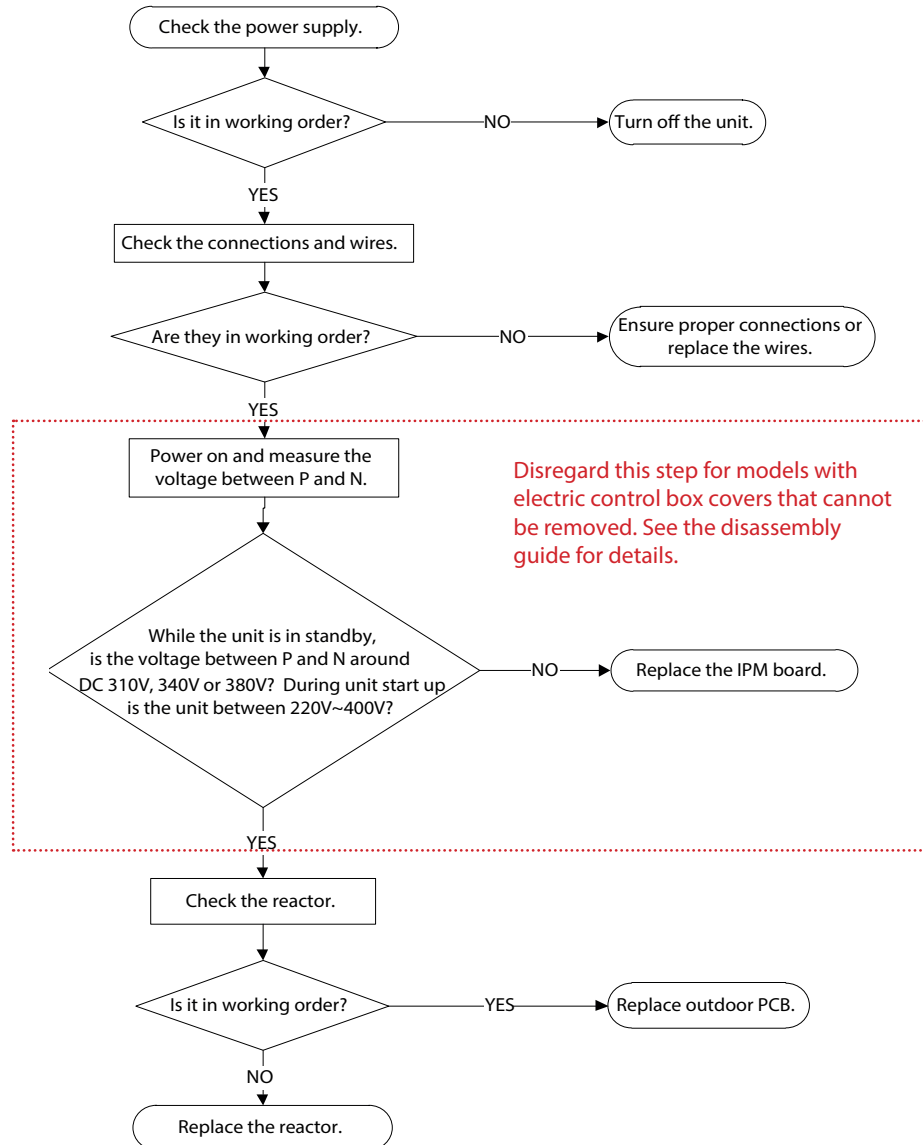 Check the power supply.
Is it in working order?
NO
Turn off the unit.
YES
Check the connections and wires.
Are they in working order?
NO
Ensure proper connections or
replace the wires.
YES
Power on and measure the
voltage between P and N.
Disregard this step for models with
electric control box covers that cannot
be removed. See the disassembly
guide for details.
While the unit is in standby,
is the voltage between P and N around
DC 310V, 340V or 380V? During unit start up
is the unit between 220V~400V?
NO
Replace the IPM board.
YES
Check the reactor.
Is it in working order?
YES
Replace outdoor PCB.
NO
Replace the reactor.